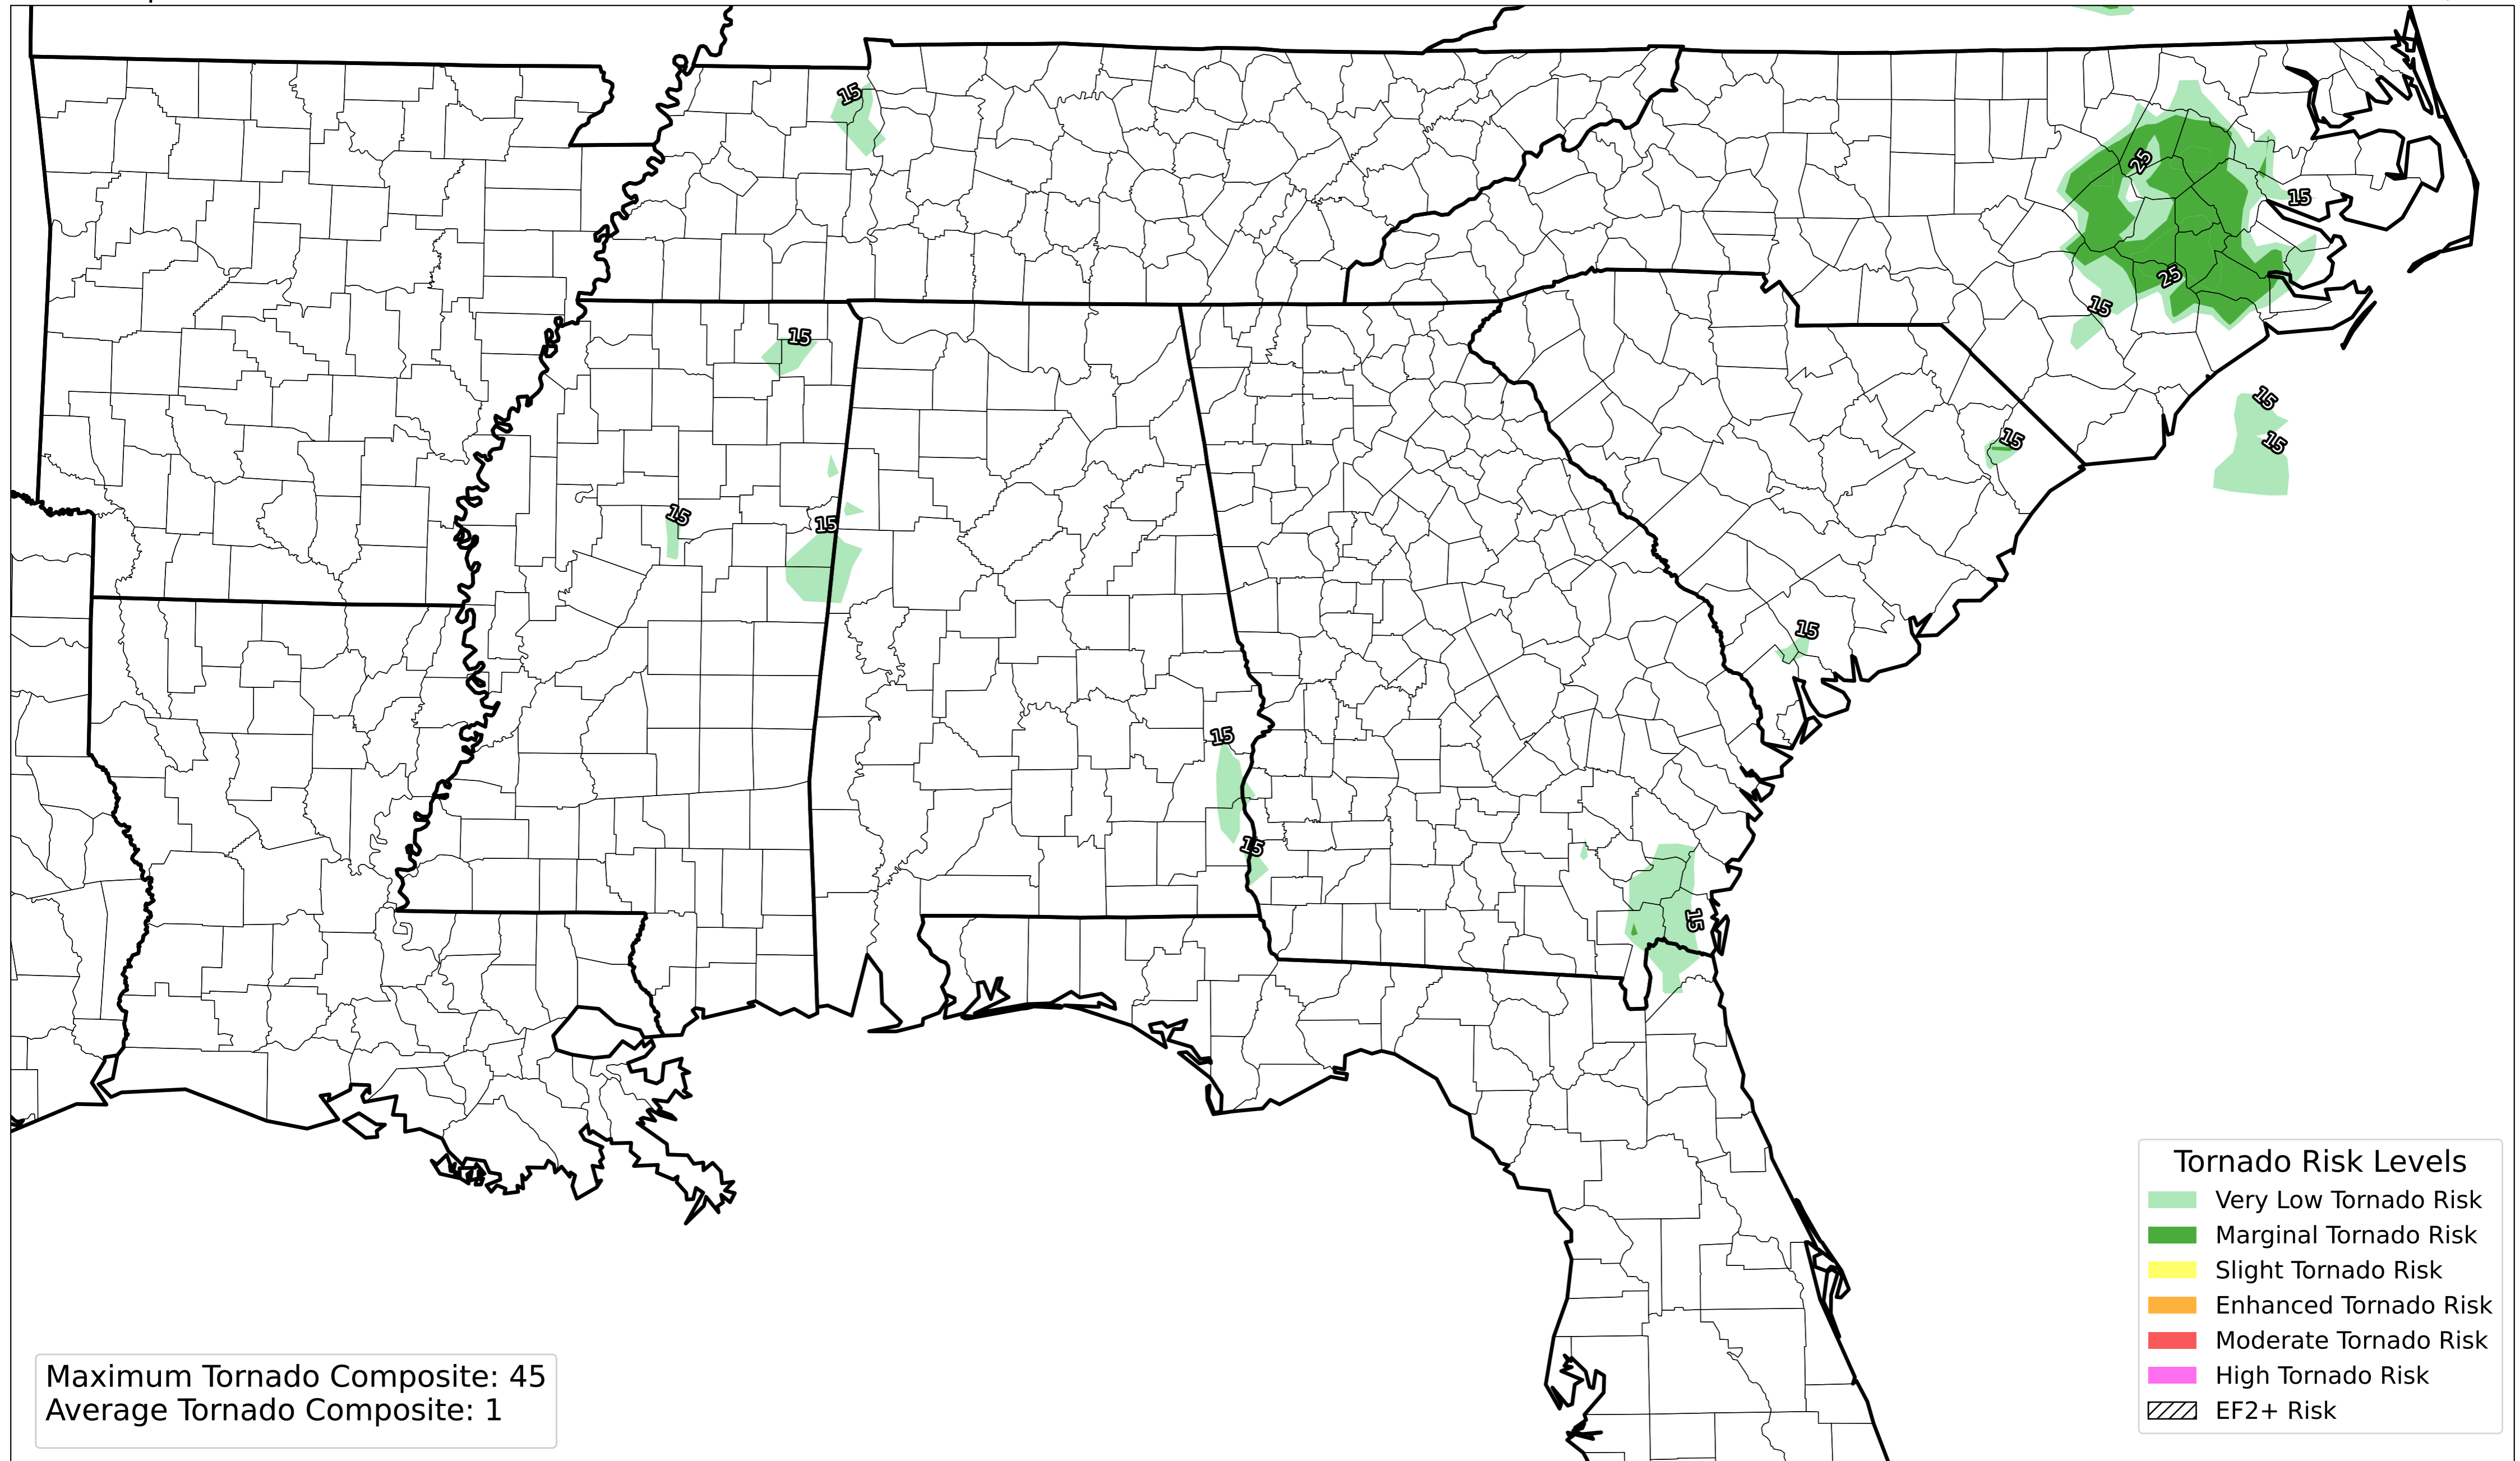 15
25
15
25
15
15
15
15
15
15
15
15
15
15
15
15
Tornado Risk Levels
Very Low Tornado Risk
Marginal Tornado Risk
Slight Tornado Risk
Enhanced Tornado Risk
Moderate Tornado Risk
High Tornado Risk
EF2+ Risk
Maximum Tornado Composite: 45
Average Tornado Composite: 1